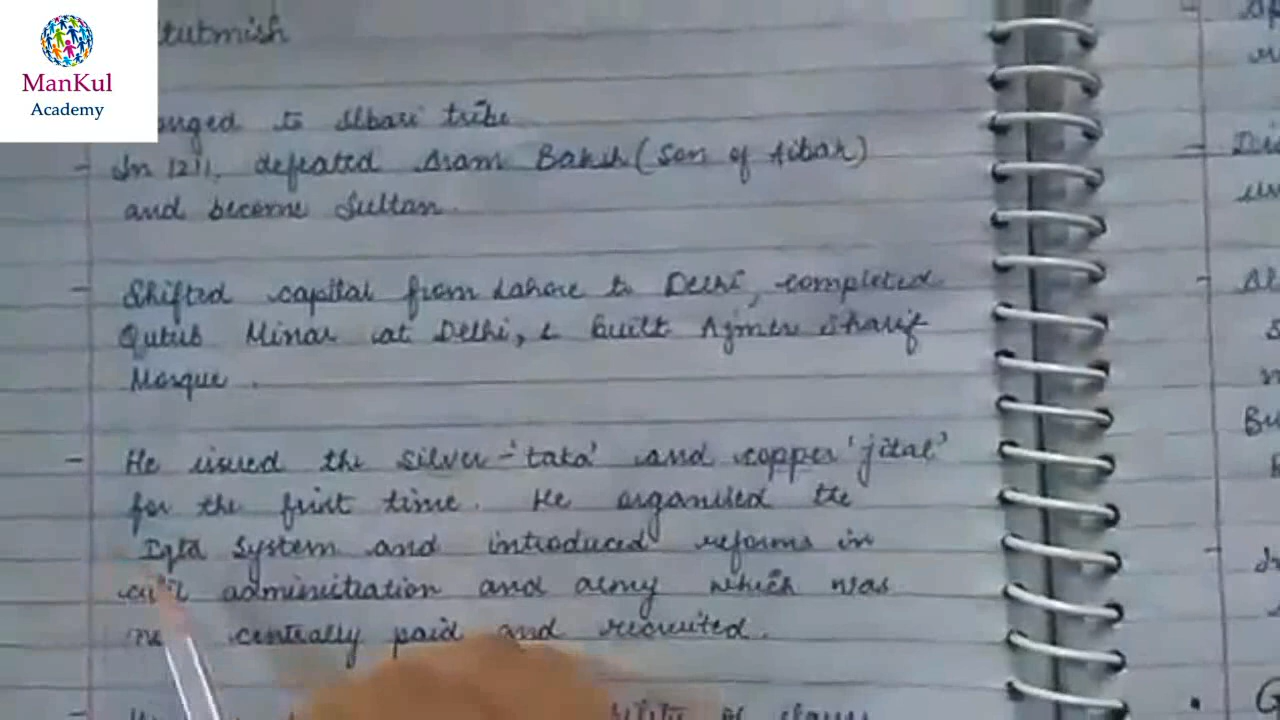 ManKul
Academy
tutmish
onged to Ilbari tribe
- In 1211, defeated Aram Baksh (Son of Aibak)
and become Sultan.
- Shifted capital from Lahore to Delhi, completed
Qutub Minar at Delhi, & built Ajmer Sharif
Mosque.
- He issued the silver-'taka' and copper 'jital'
for the first time. He organised the
Iqta System and introduced reforms in
civil administration and army which was
centrally paid and recruited.
of